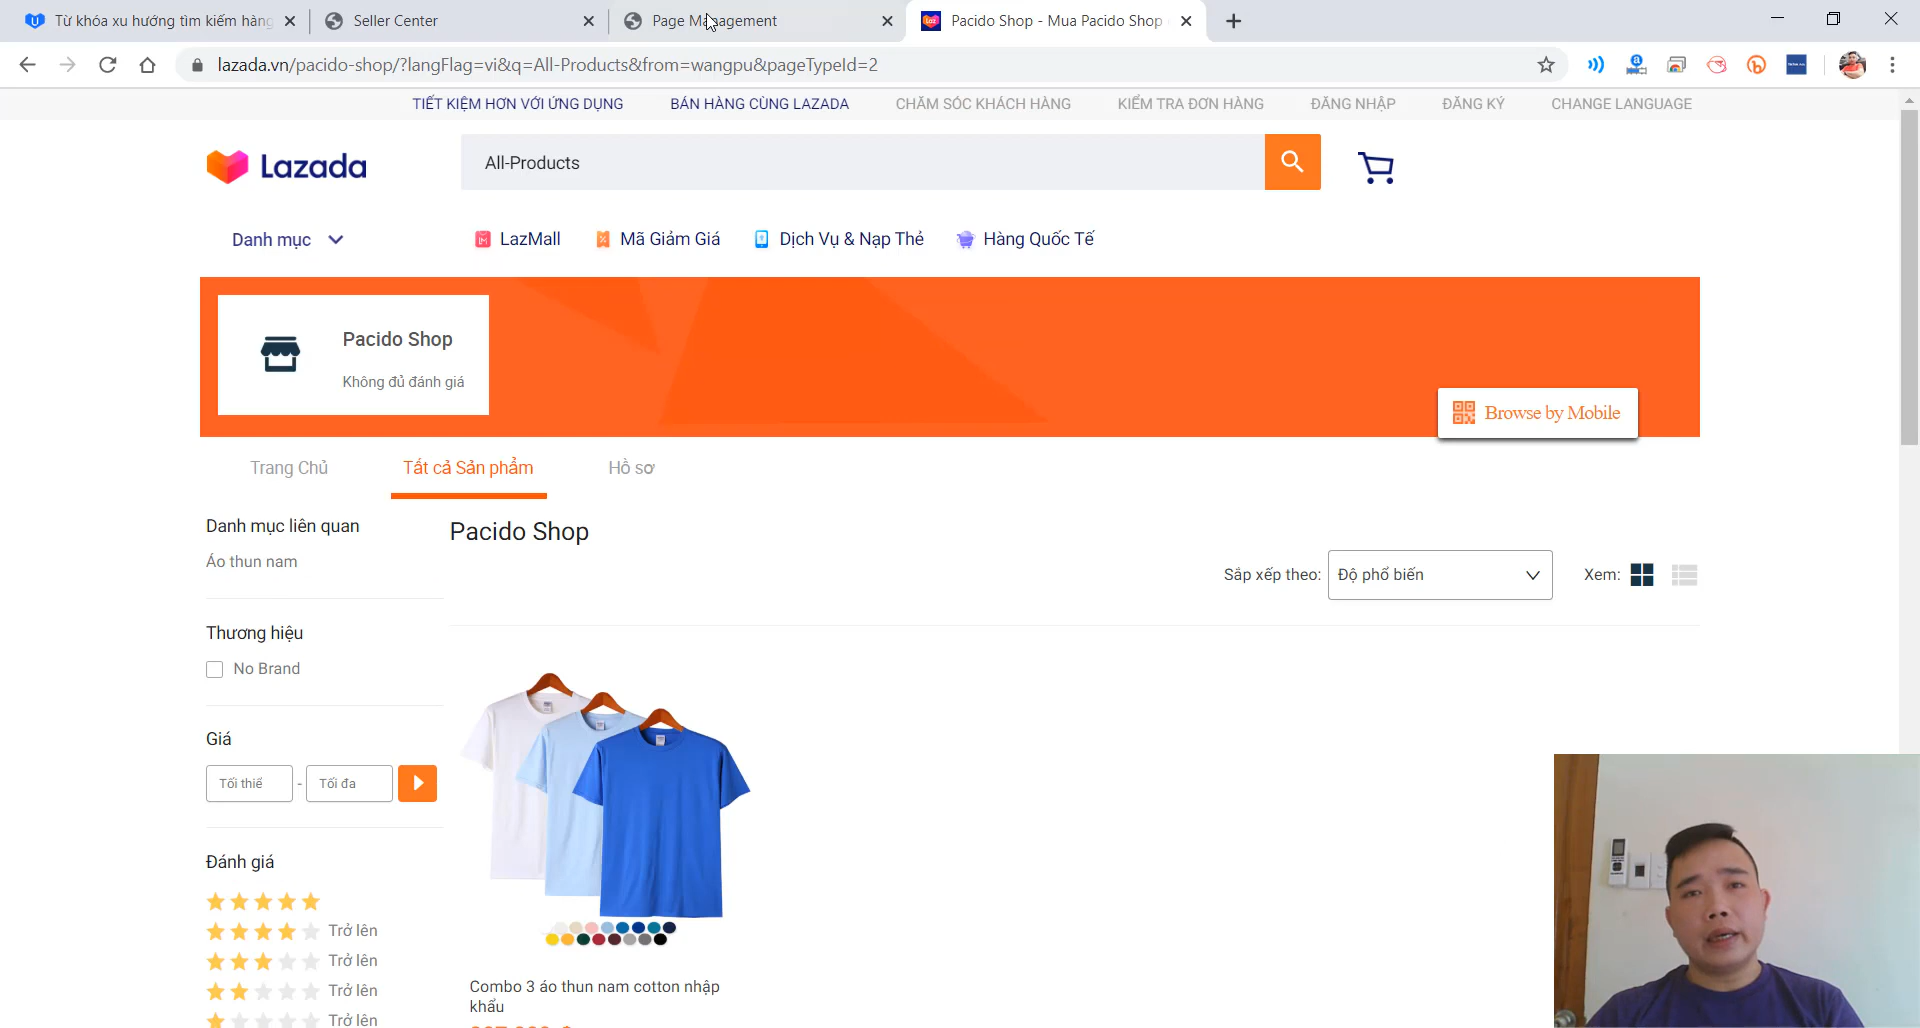 Từ khóa xu hướng tìm kiếm hàng
Seller Center
Page Management
Pacido Shop - Mua Pacido Shop
lazada.vn/pacido-shop/?langFlag=vi&q=All-Products&from=wangpu&pageTypeId=2
TIẾT KIỆM HƠN VỚI ỨNG DỤNG
BÁN HÀNG CÙNG LAZADA
CHĂM SÓC KHÁCH HÀNG
KIỂM TRA ĐƠN HÀNG
ĐĂNG NHẬP
ĐĂNG KÝ
CHANGE LANGUAGE
Lazada
All-Products
Danh mục
LazMall
Mã Giảm Giá
Dịch Vụ & Nạp Thẻ
Hàng Quốc Tế
Pacido Shop
Không đủ đánh giá
Browse by Mobile
Trang Chủ
Tất cả Sản phẩm
Hồ sơ
Danh mục liên quan
Áo thun nam
Pacido Shop
Sắp xếp theo:
Độ phổ biến
Xem:
Thương hiệu
No Brand
Giá
Tối thiể
-
Tối đa
Đánh giá
Trở lên
Trở lên
Trở lên
Trở lên
Combo 3 áo thun nam cotton nhập
khẩu